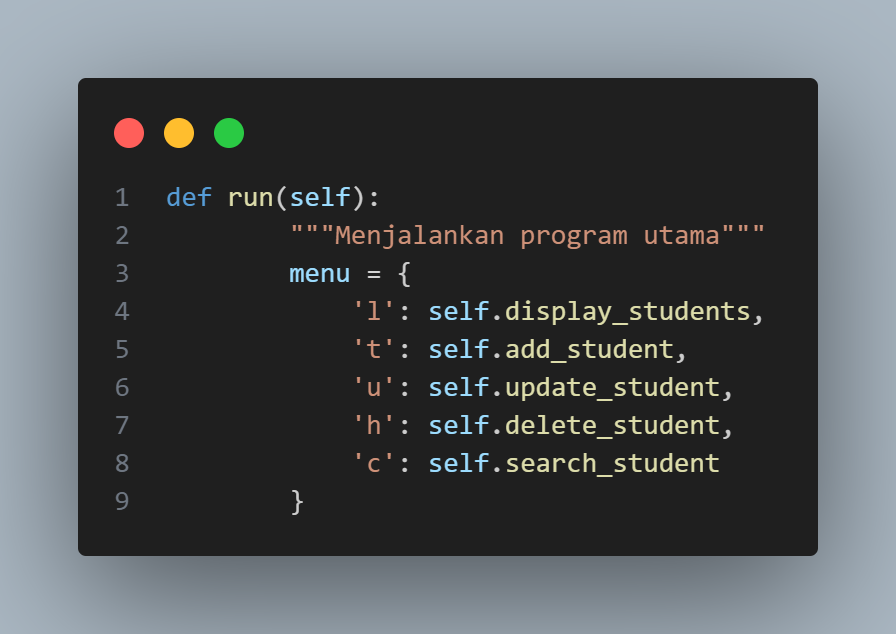 1 def run(self):
2         """Menjalankan program utama"""
3         menu = {
4             'l': self.display_students,
5             't': self.add_student,
6             'u': self.update_student,
7             'h': self.delete_student,
8             'c': self.search_student
9         }